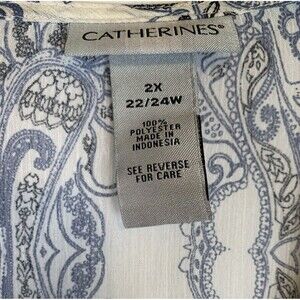 CATHERINES®
2X
22/24W
100%
POLYESTER
MADE IN
INDONESIA
SEE REVERSE
FOR CARE